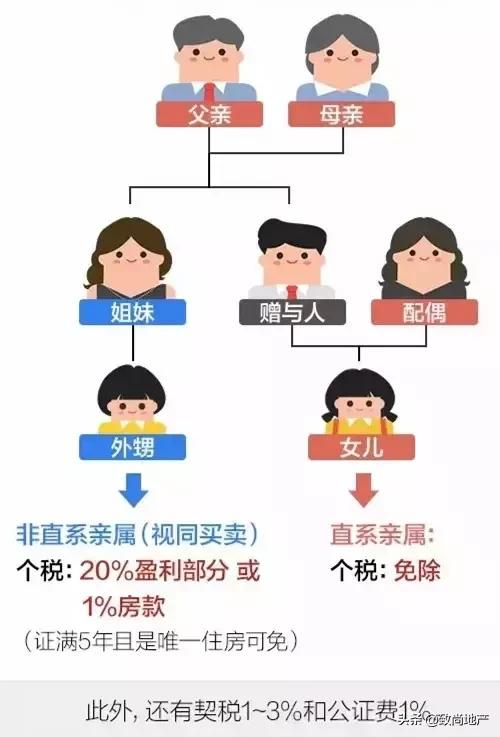 父亲 母亲
姐妹 赠与人 配偶
外甥 女儿
非直系亲属（视同买卖）
个税：20%盈利部分 或
1%房款
（证满5年且是唯一住房可免）
直系亲属：
个税：免除
此外，还有契税1~3%和公证费1%
头条@致尚地产